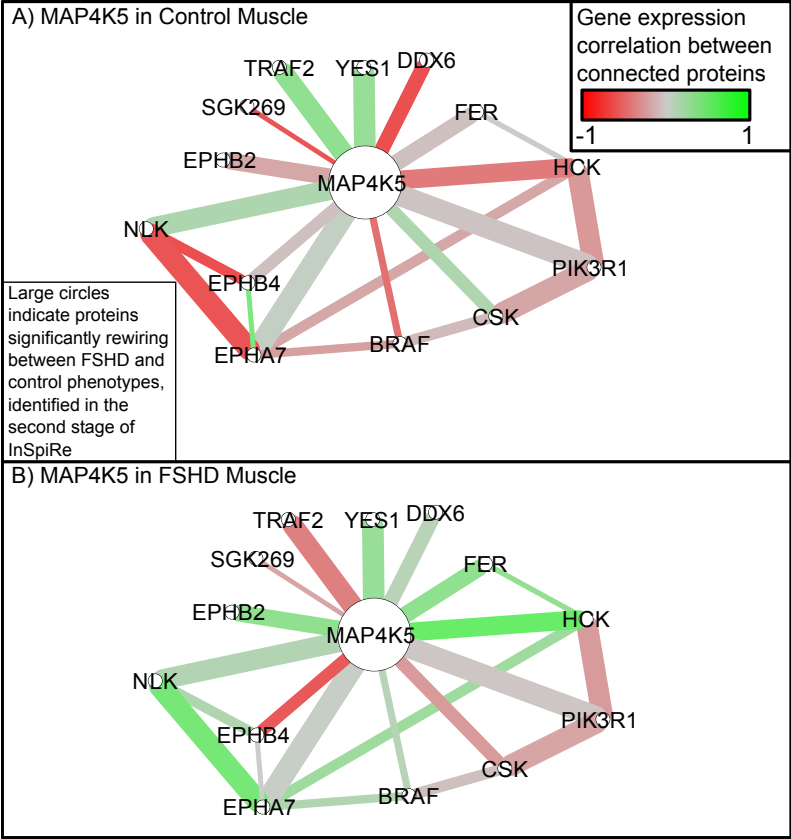 A) MAP4K5 in Control Muscle
Gene expression
correlation between
connected proteins
-1
1
TRAF2
YES1
DDX6
SGK269
FER
EPHB2
MAP4K5
HCK
NLK
EPHB4
PIK3R1
CSK
EPHA7
BRAF
Large circles
indicate proteins
significantly rewiring
between FSHD and
control phenotypes,
identified in the
second stage of
InSpiRe
B) MAP4K5 in FSHD Muscle
TRAF2
YES1
DDX6
SGK269
FER
EPHB2
HCK
MAP4K5
NLK
PIK3R1
EPHB4
CSK
BRAF
EPHA7